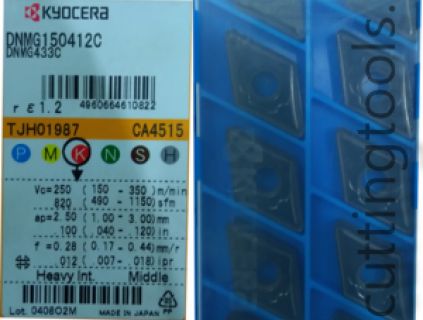 KYOCERA
DNMG150412C
DNMG433C
rε1.2 4960664610822
TJH01987 CA4515
P M K N S H
Vc=250 (150 - 350)m/min
820 (490 - 1150)sfm
ap=2.50 (1.00 - 3.00)mm
.100 (.040 - .120)in
f =0.28 (0.17 - 0.44)mm/r
.012 (.007 - .018)ipr
Heavy Int. Middle
Lot. 0408O2M MADE IN JAPAN PP
cuttingtools.